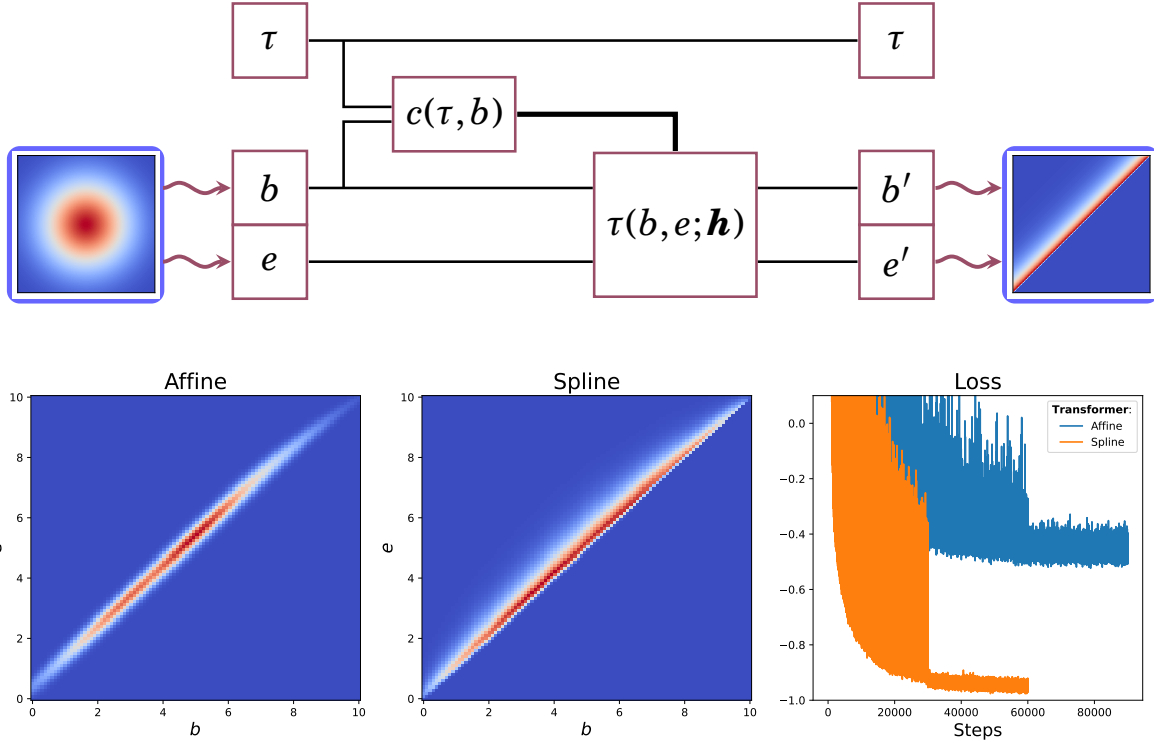 τ
τ
c(τ, b)
b
e
τ(b, e; h)
b′
e′
Affine
Spline
Loss
10
8
6
4
2
0
0
2
4
6
8
10
b
10
8
6
4
2
0
e
0
2
4
6
8
10
b
0.0
−0.2
−0.4
−0.6
−0.8
−1.0
Transformer:
Affine
Spline
0
20000
40000
60000
80000
Steps